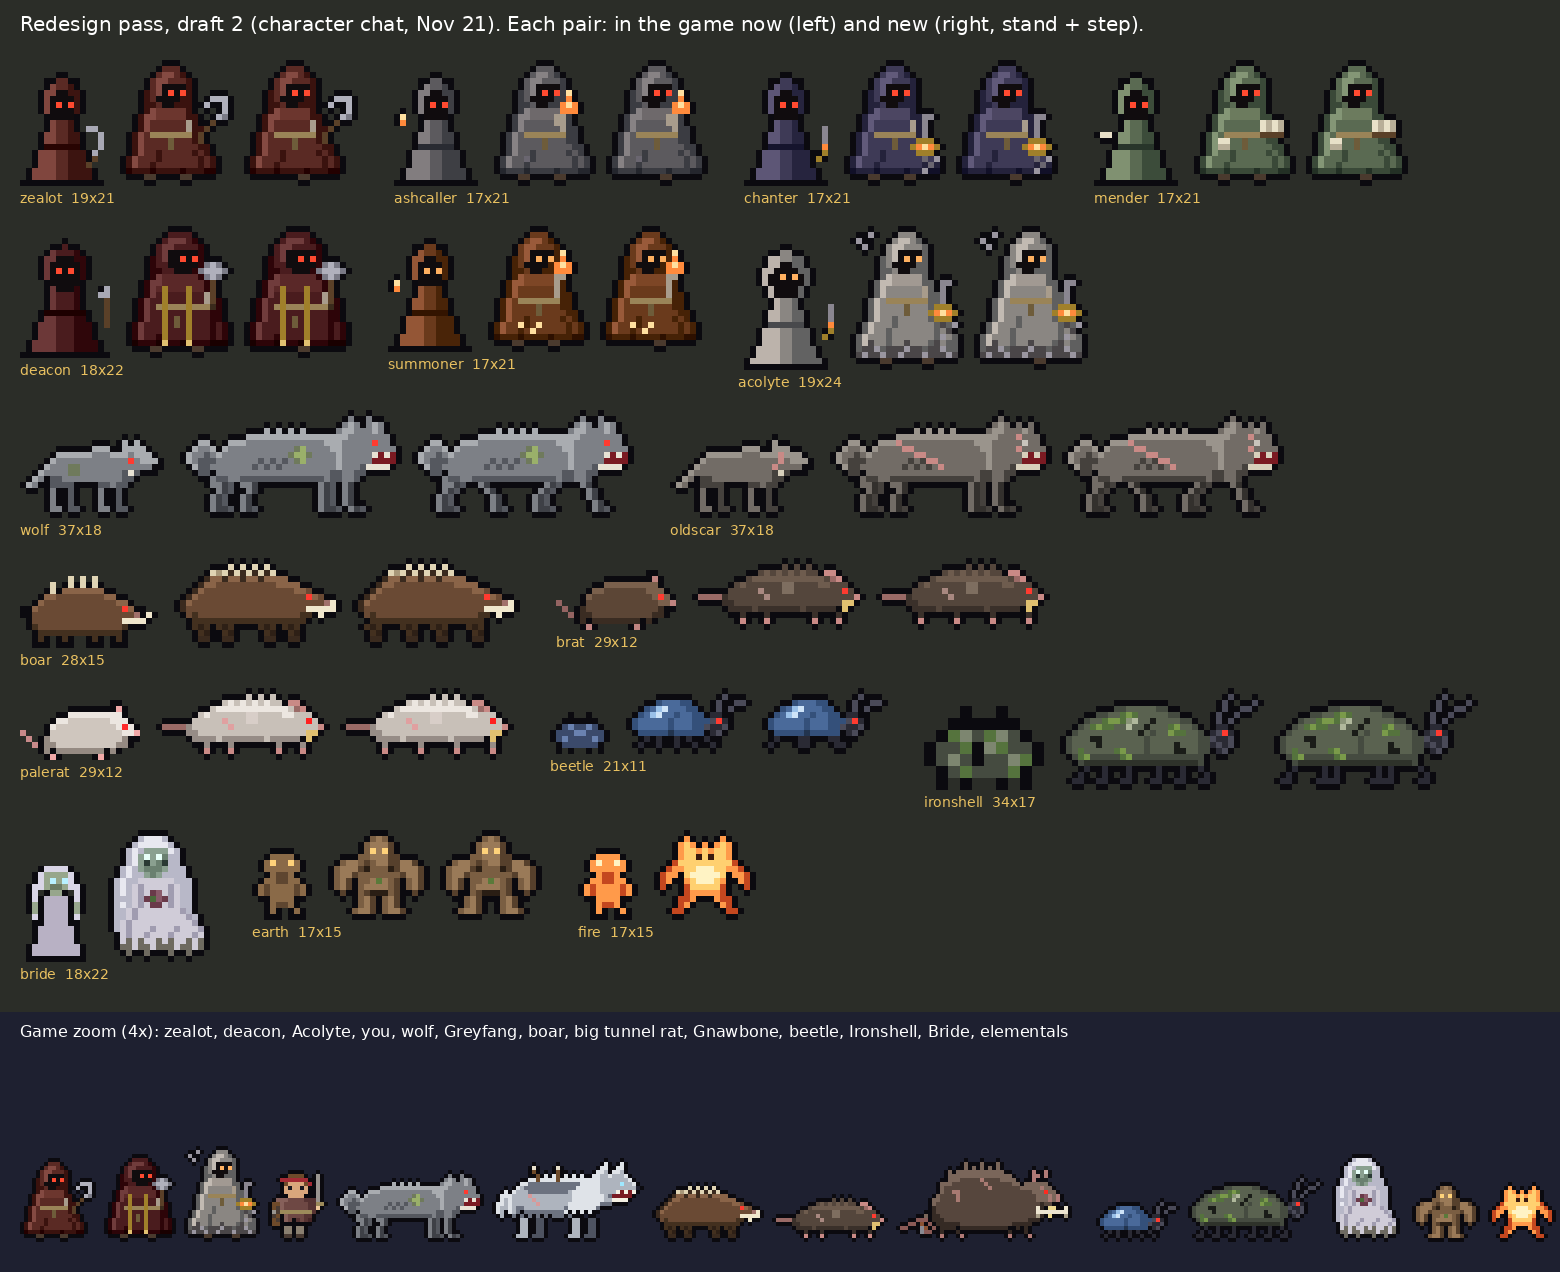 Redesign pass, draft 2 (character chat, Nov 21). Each pair: in the game now (left) and new (right, stand + step).
zealot 19x21
ashcaller 17x21
chanter 17x21
mender 17x21
deacon 18x22
summoner 17x21
acolyte 19x24
wolf 37x18
oldscar 37x18
boar 28x15
brat 29x12
palerat 29x12
beetle 21x11
ironshell 34x17
bride 18x22
earth 17x15
fire 17x15
Game zoom (4x): zealot, deacon, Acolyte, you, wolf, Greyfang, boar, big tunnel rat, Gnawbone, beetle, Ironshell, Bride, elementals